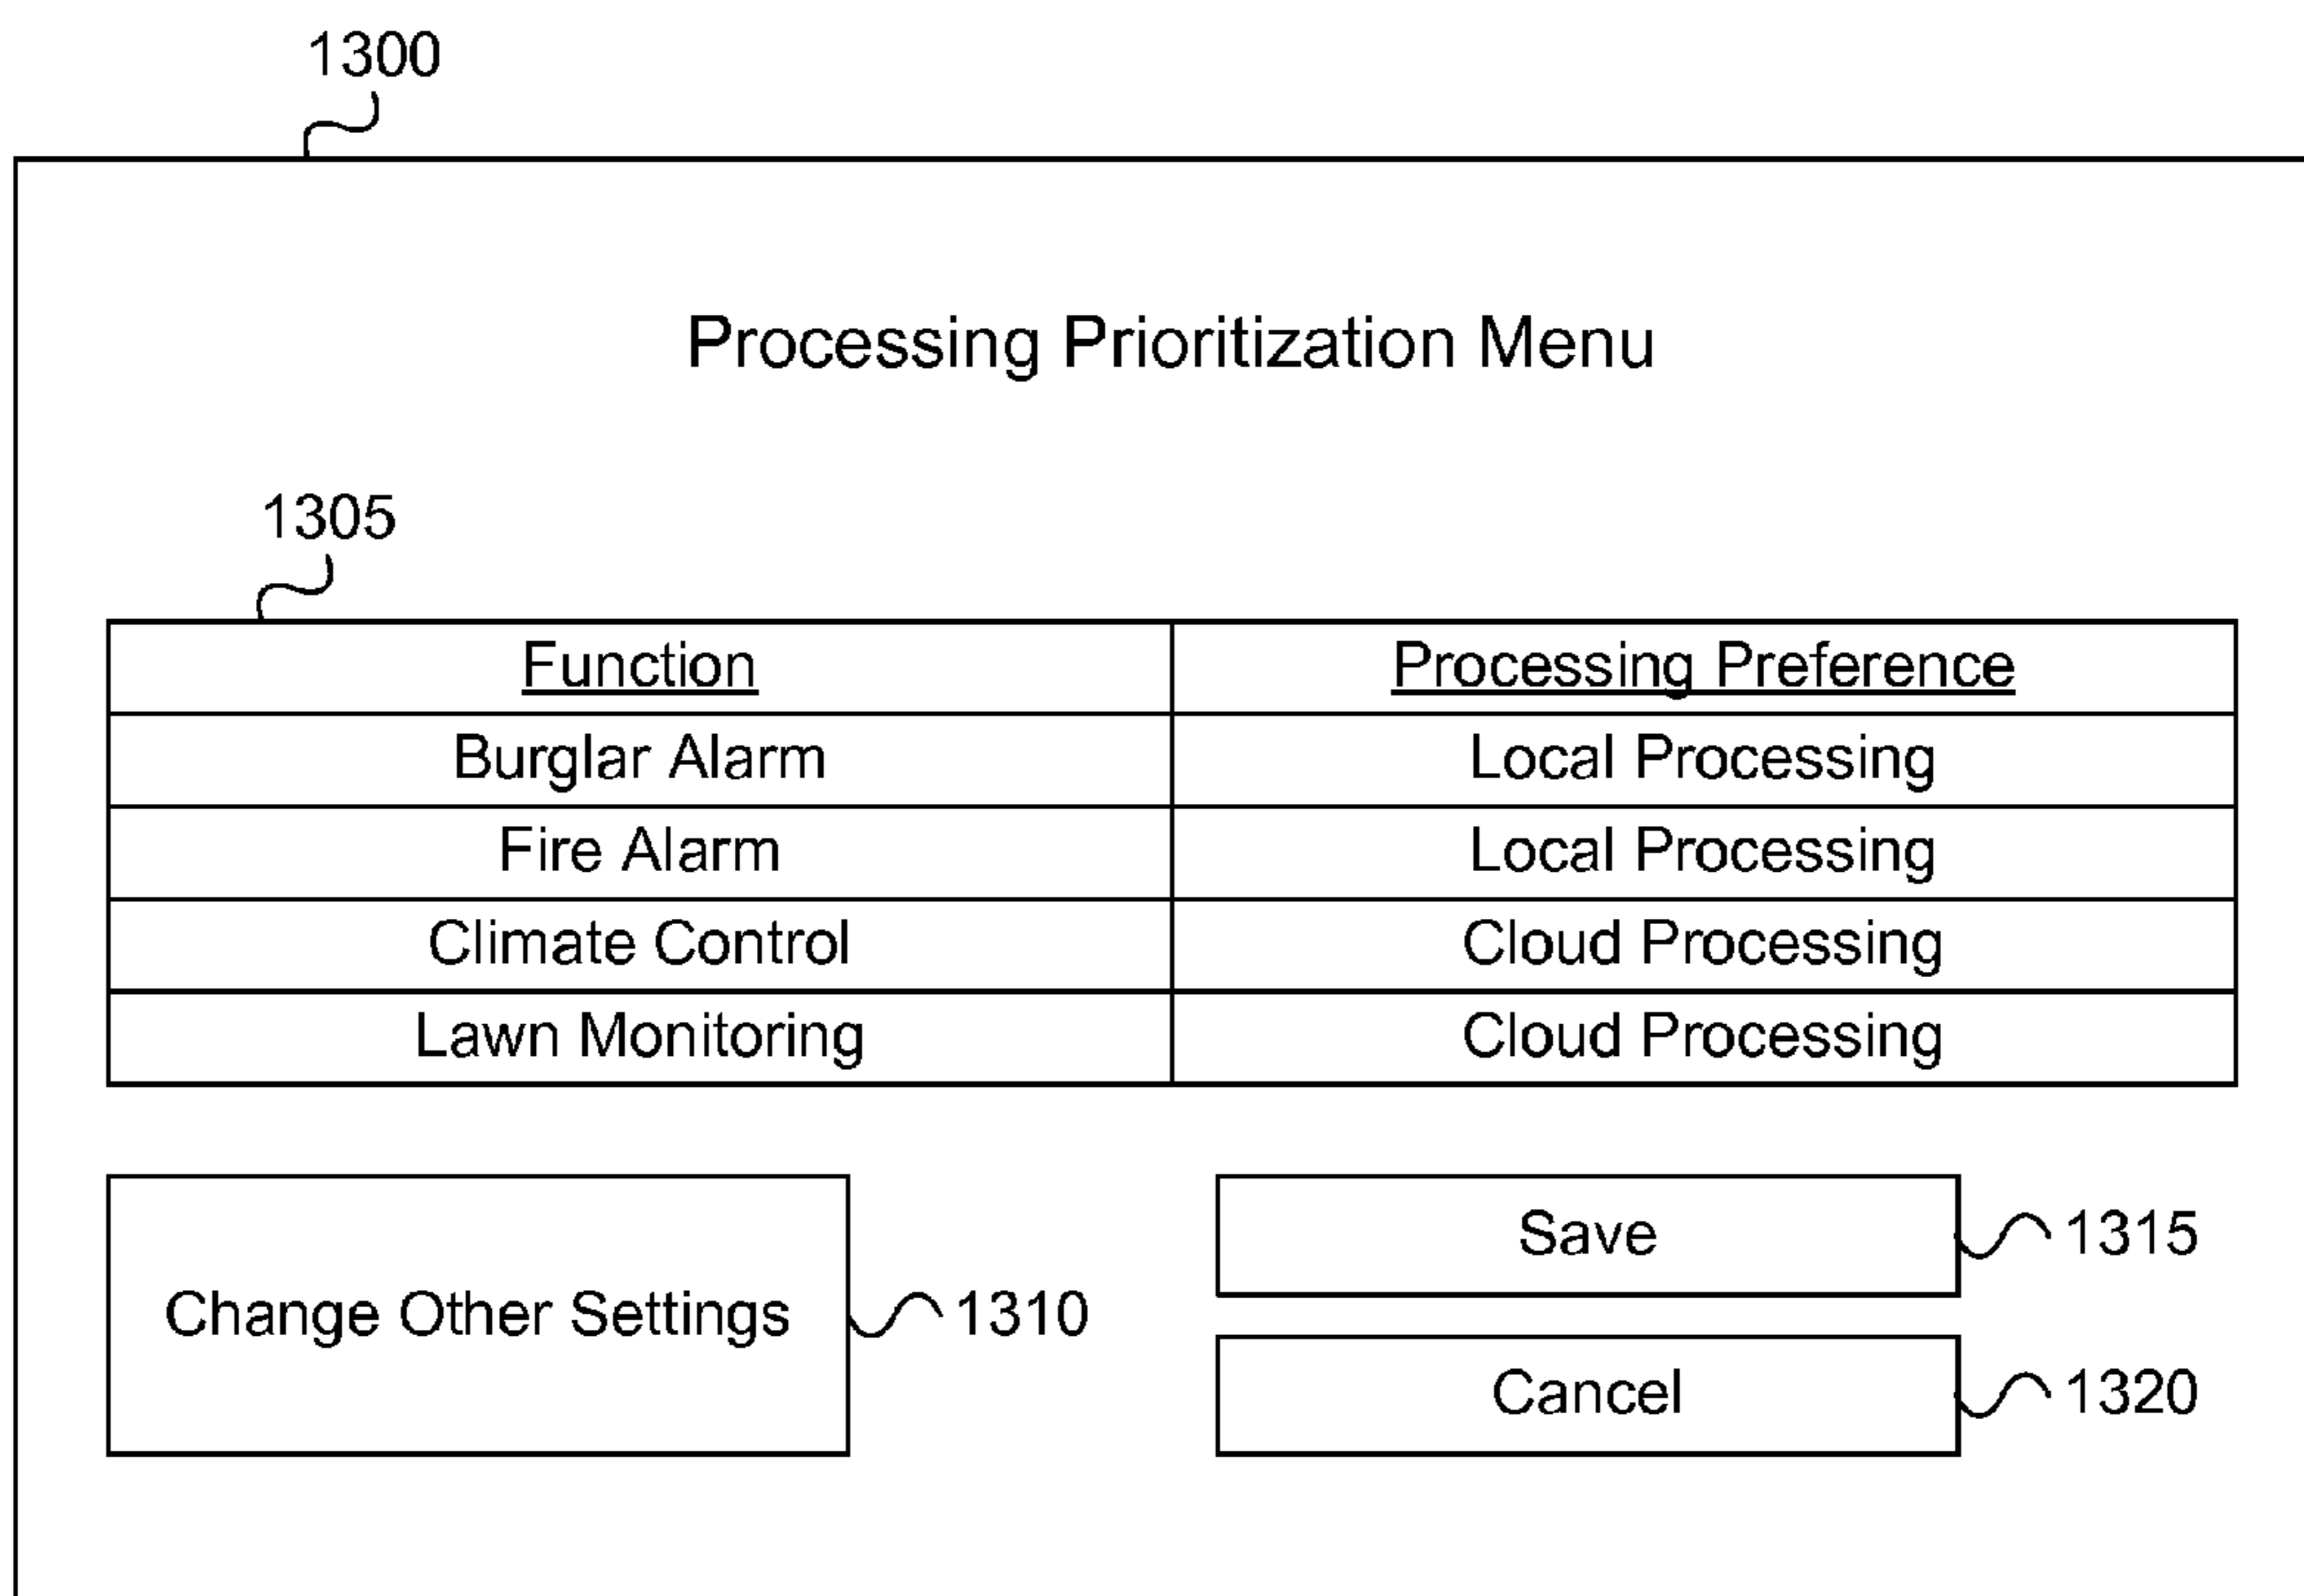 1300
Processing Prioritization Menu
1305
Function Processing Preference
Burglar Alarm Local Processing
Fire Alarm Local Processing
Climate Control Cloud Processing
Lawn Monitoring Cloud Processing
Change Other Settings 1310
Save 1315
Cancel 1320